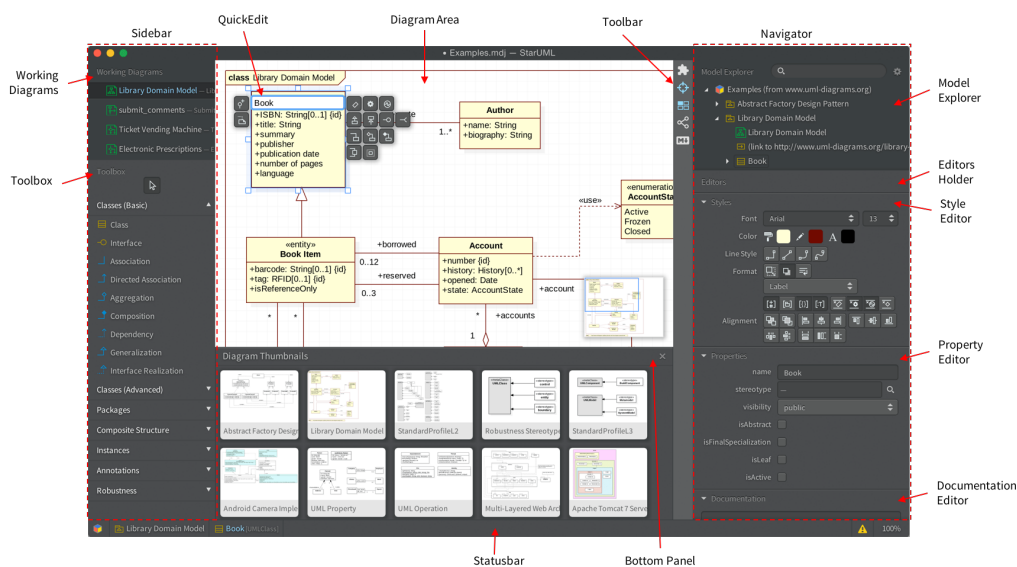 QuickEdit
Diagram Area
Toolbar
Sidebar
Navigator
Working
Diagrams
Toolbox
Model
Explorer
Editors
Holder
Style
Editor
Property
Editor
Documentation
Editor
Statusbar
Bottom Panel
• Examples.mdj — StarUML
Working Diagrams
Library Domain Model – Li
submit_comments – Subm
Ticket Vending Machine – T
Electronic Prescriptions – E
Toolbox
Classes (Basic)
Class
Interface
Association
Directed Association
Aggregation
Composition
Dependency
Generalization
Interface Realization
Classes (Advanced)
Packages
Composite Structure
Instances
Annotations
Robustness
class Library Domain Model
Book
+ISBN: String[0..1] {id}
+title: String
+summary
+publisher
+publication date
+number of pages
+language
1..*
Author
+name: String
+biography: String
«use»
«enumeratio
AccountSta
Active
Frozen
Closed
«entity»
Book Item
+barcode: String[0..1] {id}
+tag: RFID[0..1] {id}
+isReferenceOnly
+borrowed
0..12
+reserved
0..3
Account
+number {id}
+history: History[0..*]
+opened: Date
+state: AccountState
+account
*
*
*
+accounts
1
Diagram Thumbnails
Abstract Factory Design
Library Domain Model
StandardProfileL2
Robustness Stereotype
StandardProfileL3
Android Camera Imple
UML Property
UML Operation
Multi-Layered Web Arc
Apache Tomcat 7 Serve
Model Explorer
Examples (from www.uml-diagrams.org)
Abstract Factory Design Pattern
Library Domain Model
Library Domain Model
(link to http://www.uml-diagrams.org/library-
Book
Editors
Styles
Font Arial 13
Color A
Line Style
Format
Label
Alignment
Properties
name Book
stereotype —
visibility public
isAbstract
isFinalSpecialization
isLeaf
isActive
Documentation
Library Domain Model
Book (UMLClass)
100%